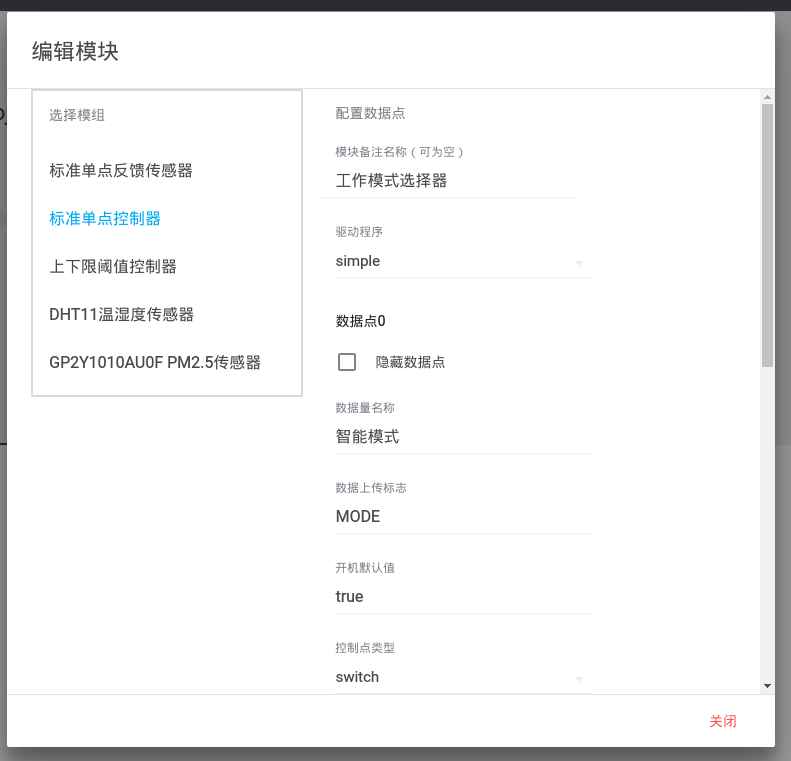 编辑模块
选择模组
标准单点反馈传感器
标准单点控制器
上下限阈值控制器
DHT11温湿度传感器
GP2Y1010AU0F PM2.5传感器
配置数据点
模块备注名称（可为空）
工作模式选择器
驱动程序
simple
数据点0
隐藏数据点
数据量名称
智能模式
数据上传标志
MODE
开机默认值
true
控制点类型
switch
关闭